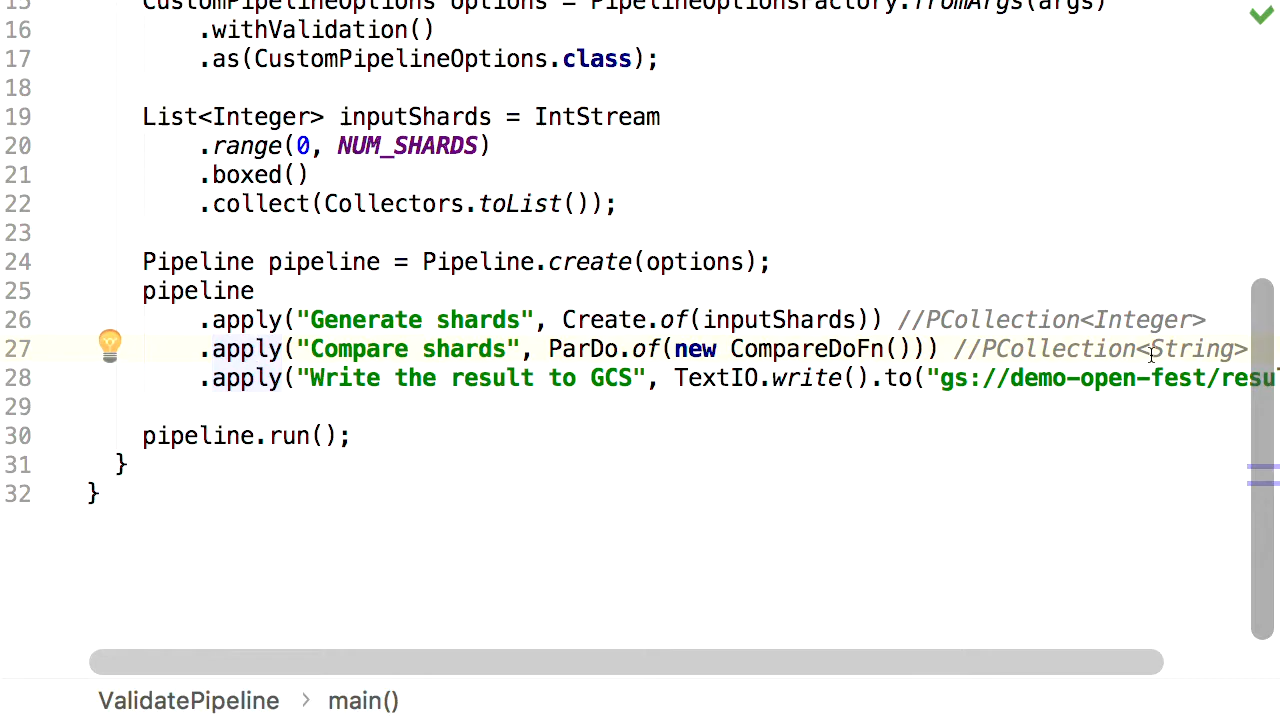 15 CustomPipelineOptions options = PipelineOptionsFactory.fromArgs(args)
16 .withValidation()
17 .as(CustomPipelineOptions.class);
18
19 List<Integer> inputShards = IntStream
20 .range(0, NUM_SHARDS)
21 .boxed()
22 .collect(Collectors.toList());
23
24 Pipeline pipeline = Pipeline.create(options);
25 pipeline
26 .apply("Generate shards", Create.of(inputShards)) //PCollection<Integer>
27 .apply("Compare shards", ParDo.of(new CompareDoFn())) //PCollection<String>
28 .apply("Write the result to GCS", TextIO.write().to("gs://demo-open-fest/resu
29
30 pipeline.run();
31 }
32 }
ValidatePipeline > main()